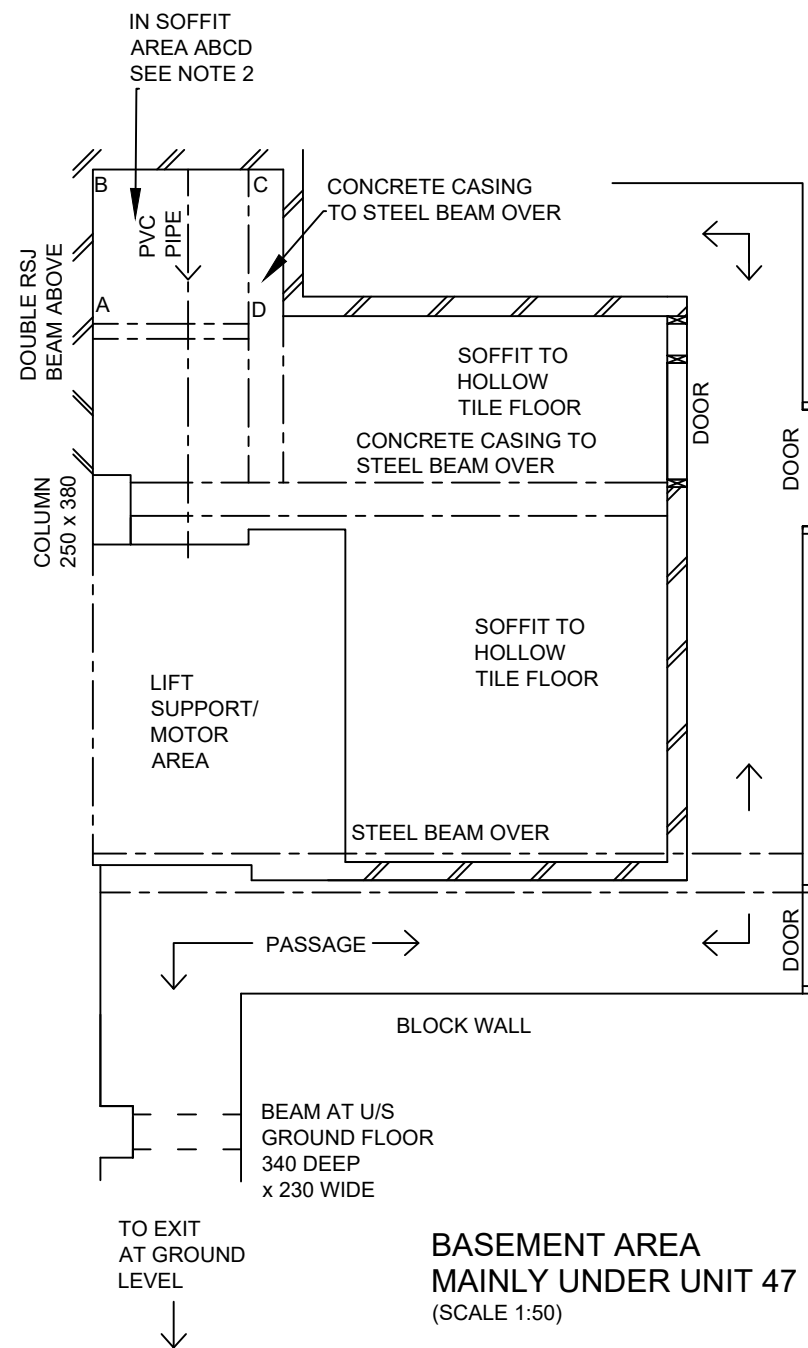 IN SOFFIT
AREA ABCD
SEE NOTE 2
B
C
CONCRETE CASING
TO STEEL BEAM OVER
PVC
PIPE
DOUBLE RSJ
BEAM ABOVE
A
D
SOFFIT TO
HOLLOW
TILE FLOOR
DOOR
DOOR
CONCRETE CASING TO
STEEL BEAM OVER
COLUMN
250 x 380
SOFFIT TO
HOLLOW
TILE FLOOR
LIFT
SUPPORT/
MOTOR
AREA
STEEL BEAM OVER
PASSAGE
DOOR
BLOCK WALL
BEAM AT U/S
GROUND FLOOR
340 DEEP
x 230 WIDE
TO EXIT
AT GROUND
LEVEL
BASEMENT AREA
MAINLY UNDER UNIT 47
(SCALE 1:50)